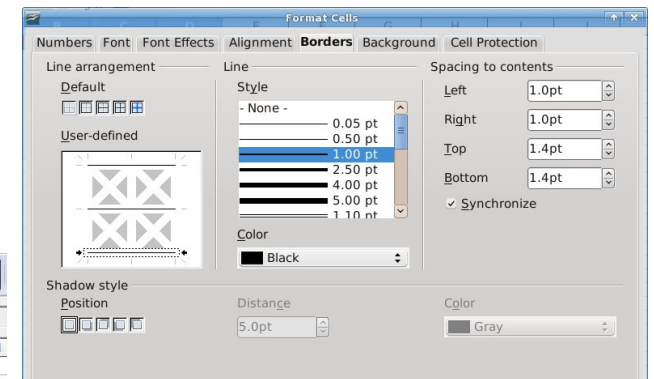 Format Cells
Numbers Font Font Effects Alignment Borders Background Cell Protection
Line arrangement
Default
User-defined
Line
Style
- None -
0.05 pt
0.50 pt
1.00 pt
2.50 pt
4.00 pt
5.00 pt
1.10 pt
Color
Black
Spacing to contents
Left 1.0pt
Right 1.0pt
Top 1.4pt
Bottom 1.4pt
Synchronize
Shadow style
Position
Distance
5.0pt
Color
Gray